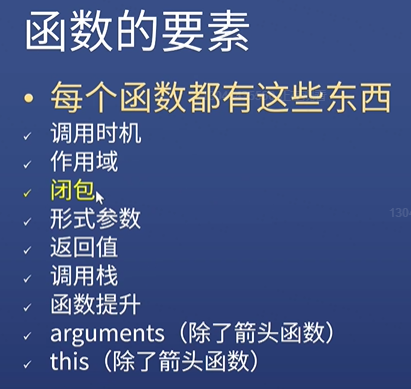 函数的要素
• 每个函数都有这些东西
✓ 调用时机
✓ 作用域
✓ 闭包
✓ 形式参数
✓ 返回值
✓ 调用栈
✓ 函数提升
✓ arguments（除了箭头函数）
✓ this（除了箭头函数）